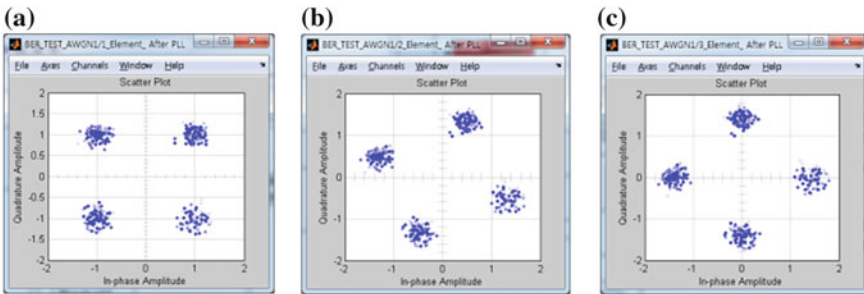 (a)
BER_TEST_AWGN1/1_Element_ After PLL
File Axes Channels Window Help
Scatter Plot
Quadrature Amplitude
2
1.5
1
0.5
0
-0.5
-1
-1.5
-2
-2 -1 0 1 2
In-phase Amplitude
(b)
BER_TEST_AWGN1/2_Element_ After PLL
File Axes Channels Window Help
Scatter Plot
Quadrature Amplitude
2
1
0
-1
-2
-2 -1 0 1 2
In-phase Amplitude
(c)
BER_TEST_AWGN1/3_Element_ After PLL
File Axes Channels Window Help
Scatter Plot
Quadrature Amplitude
2
1
0
-1
-2
-2 -1 0 1 2
In-phase Amplitude